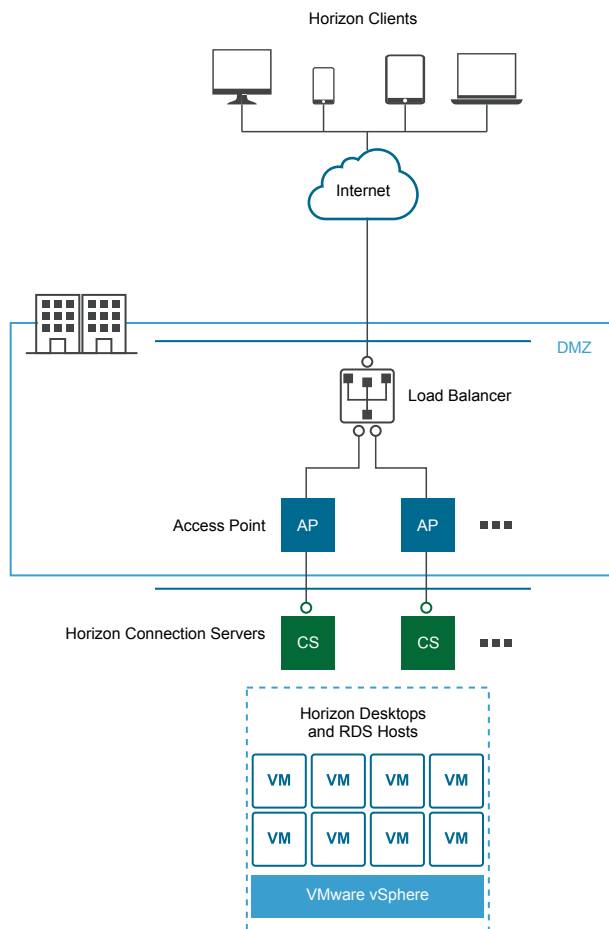 Horizon Clients
Internet
DMZ
Load Balancer
Access Point
AP
AP
Horizon Connection Servers
CS
CS
Horizon Desktops
and RDS Hosts
VM VM VM VM
VM VM VM VM
VMware vSphere